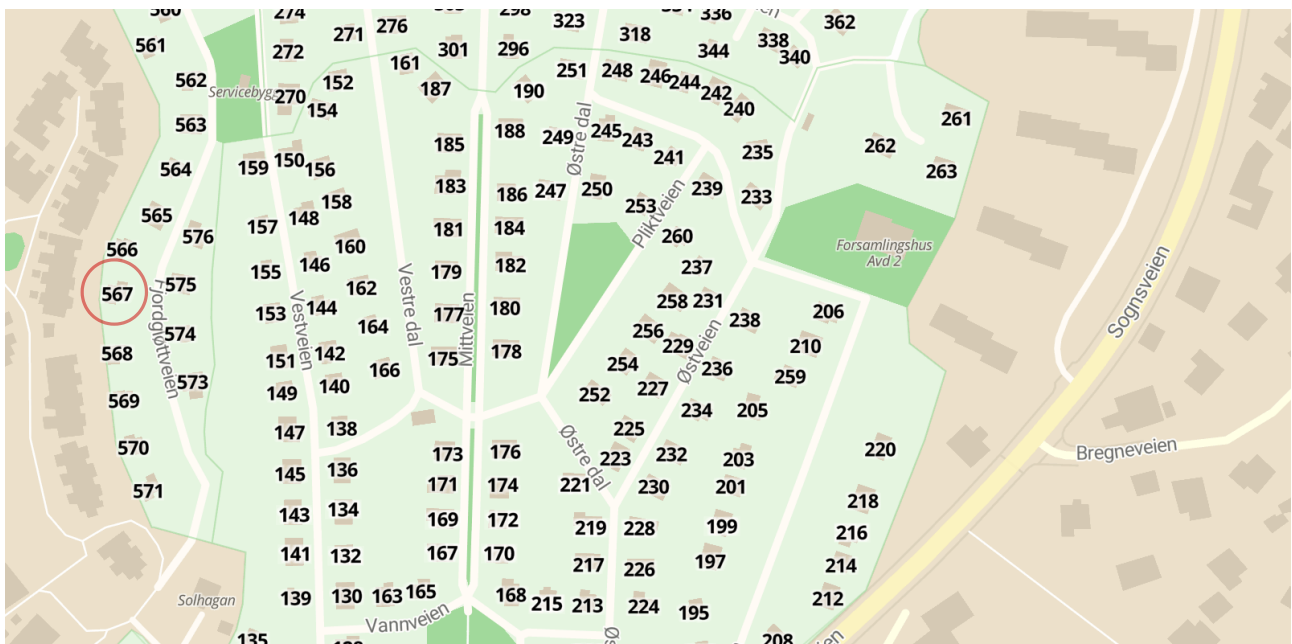 560 274 276 303 298 323 334 336 362
561 272 271 301 296 318 344 338 340
562 Servicebygg 270 152 154 161 187 190 251 248 246 244 242 240
563 185 188 249 245 243 241 235 262 261
564 159 150 156 183 186 247 250 239 233 263
565 157 148 158 181 184 253 260
576 160 Østre dal Pliktveien Forsamlingshus
Avd 2
566 155 146 179 182 237
567 575 153 144 162 177 180 258 231 238 206
Fjordgløttveien Vestveien Vestre dal Mittveien Østveien Sognsveien
574 164 256 229 210
568 151 142 166 175 178 254 236 259
573 149 140 252 227 234 205
569 147 138 225
570 145 136 173 176 Østre dal 223 232 203 220 Bregneveien
571 143 134 171 174 221 230 201 218
169 172 219 228 199 216
141 132 167 170 217 226 197 214
Solhagan 139 130 163 165 168 215 213 224 195 212
Vannveien
135 208